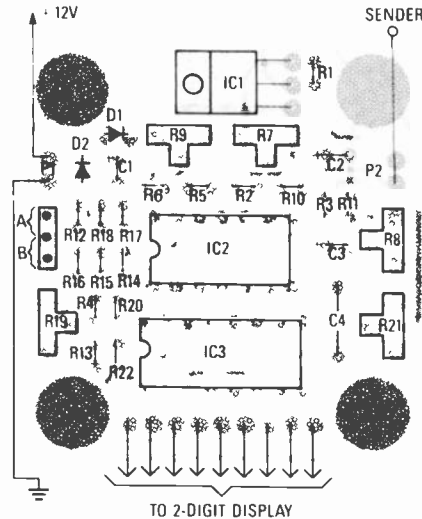 + 12V
SENDER
IC1
R1
D1
R9
R7
D2
C1
C2
P2
R6
R5
R2
R10
R3
R11
A
R12
R18
R17
IC2
R8
B
C3
R16
R15
R14
R4
R20
R19
IC3
C4
R21
R13
R22
TO 2-DIGIT DISPLAY